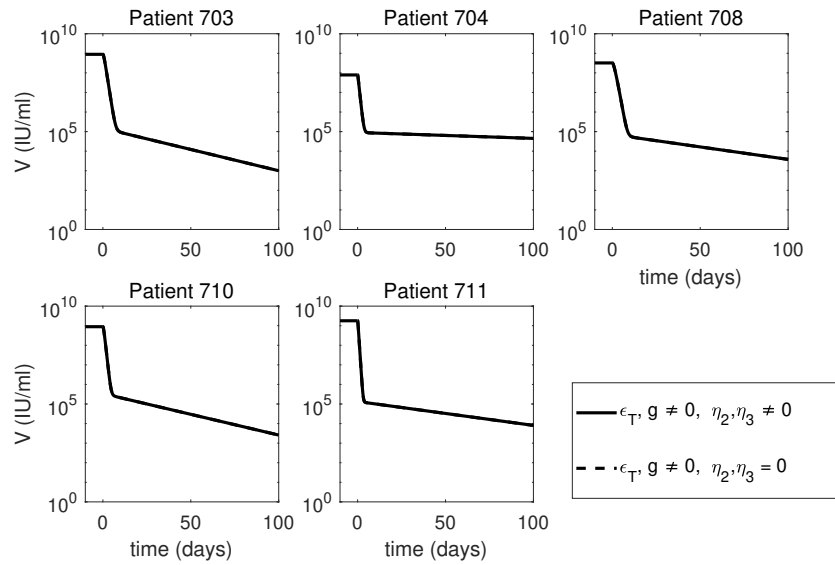 Patient 703
Patient 704
Patient 708
10^10
10^5
10^0
V (IU/ml)
0 50 100
10^10
10^5
10^0
0 50 100
10^10
10^5
10^0
0 50 100
time (days)
Patient 710
Patient 711
10^10
10^5
10^0
V (IU/ml)
0 50 100
time (days)
10^10
10^5
10^0
0 50 100
time (days)
ϵ_T, g ≠ 0, η_2,η_3 ≠ 0
ϵ_T, g ≠ 0, η_2,η_3 = 0